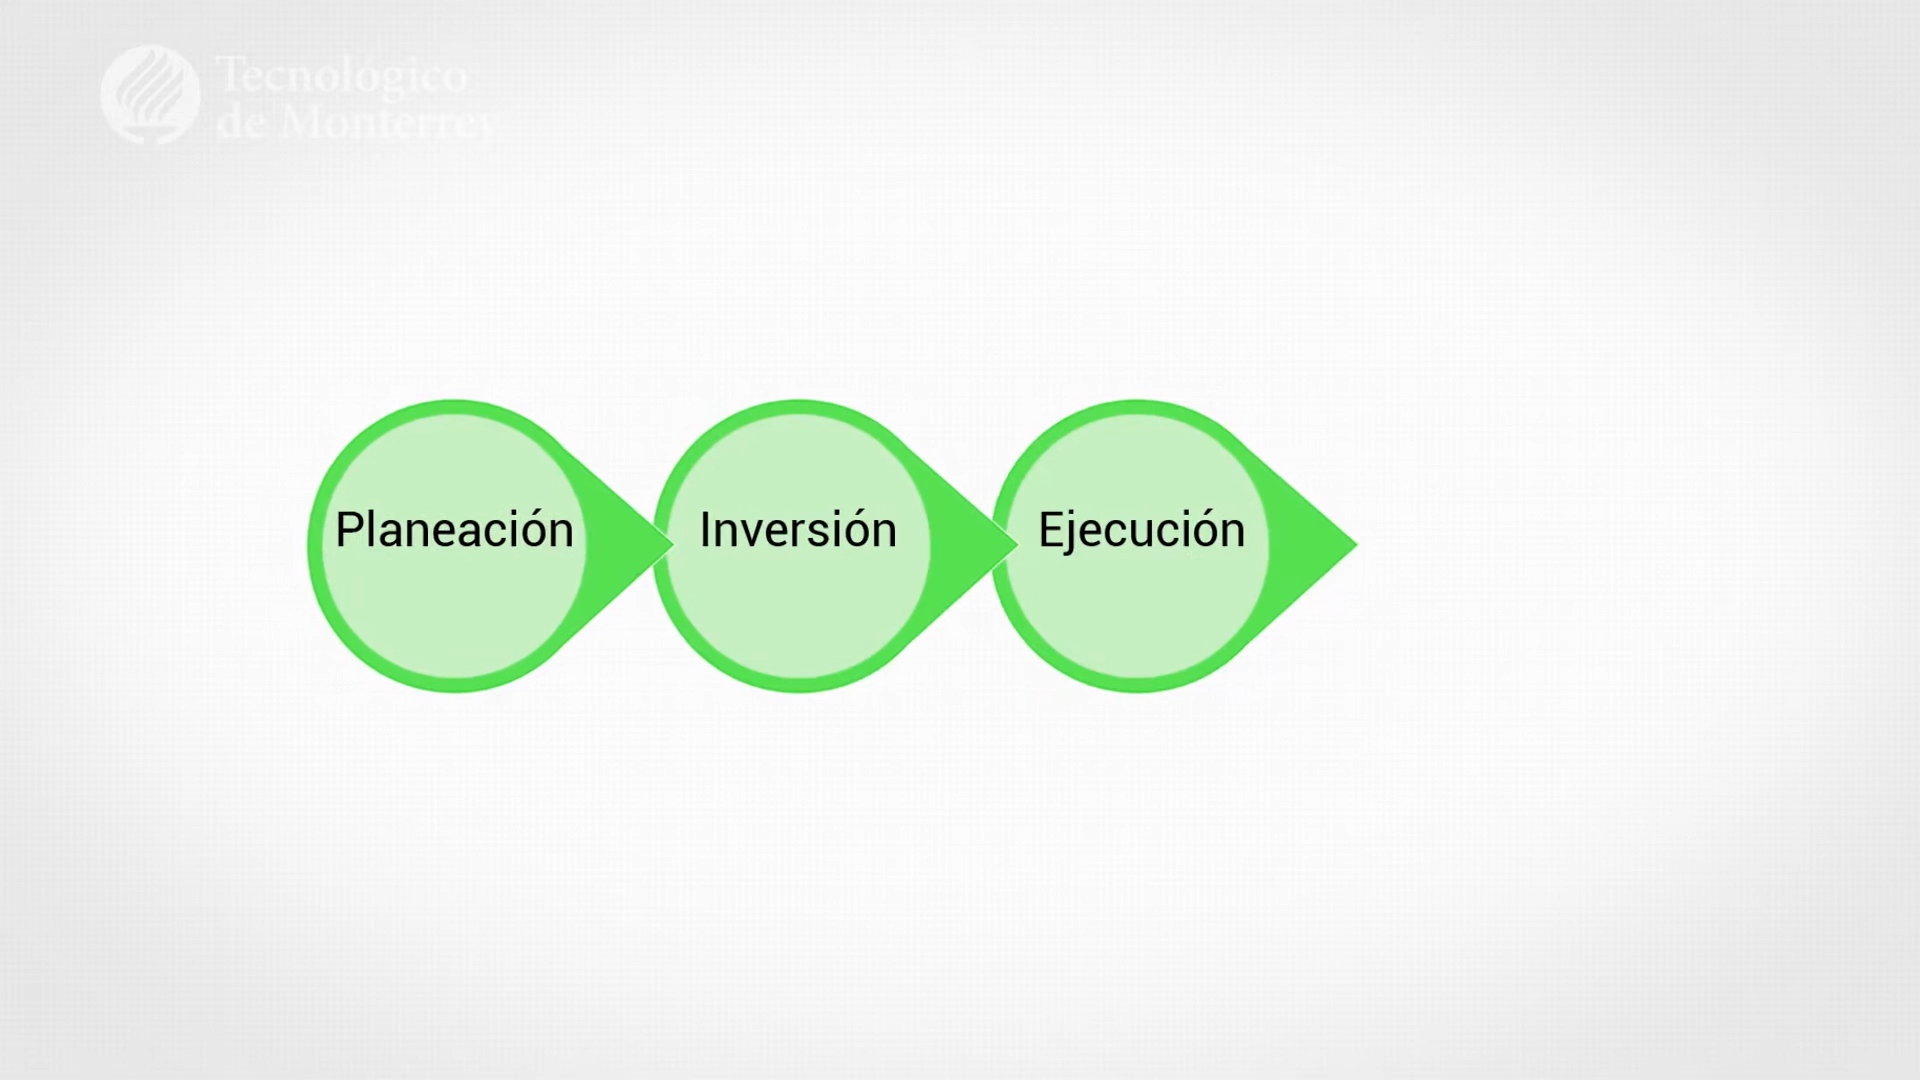 Tecnológico
de Monterrey
Planeación
Inversión
Ejecución